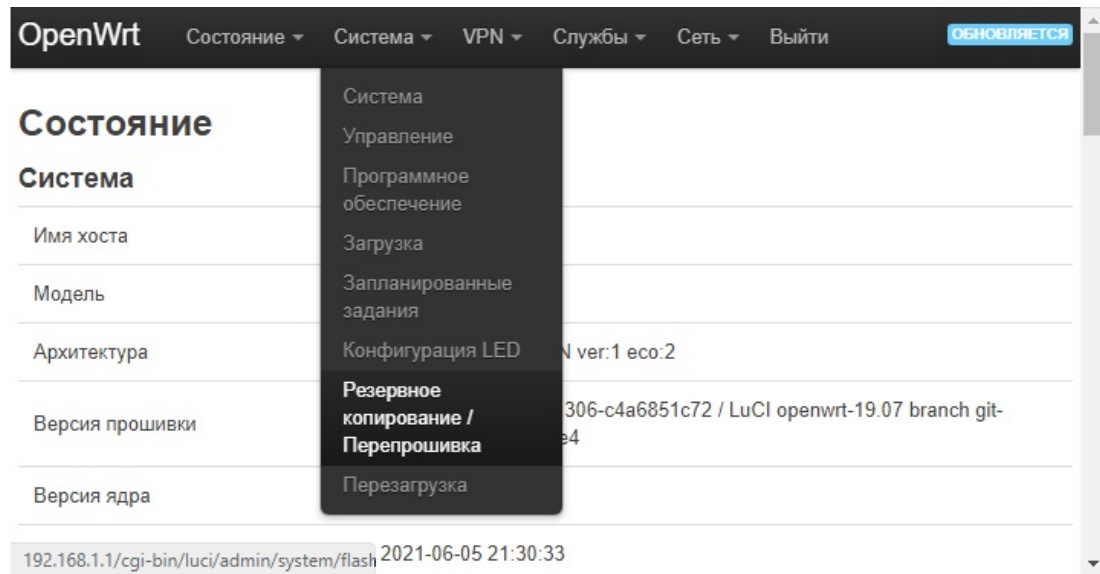 OpenWrt Состояние Система VPN Службы Сеть Выйти ОБНОВЛЯЕТСЯ
Состояние
Система
Имя хоста
Модель
Архитектура
N ver:1 eco:2
Версия прошивки
306-c4a6851c72 / LuCI openwrt-19.07 branch git-
e4
Версия ядра
2021-06-05 21:30:33
Система
Управление
Программное
обеспечение
Загрузка
Запланированные
задания
Конфигурация LED
Резервное
копирование /
Перепрошивка
Перезагрузка
192.168.1.1/cgi-bin/luci/admin/system/flash